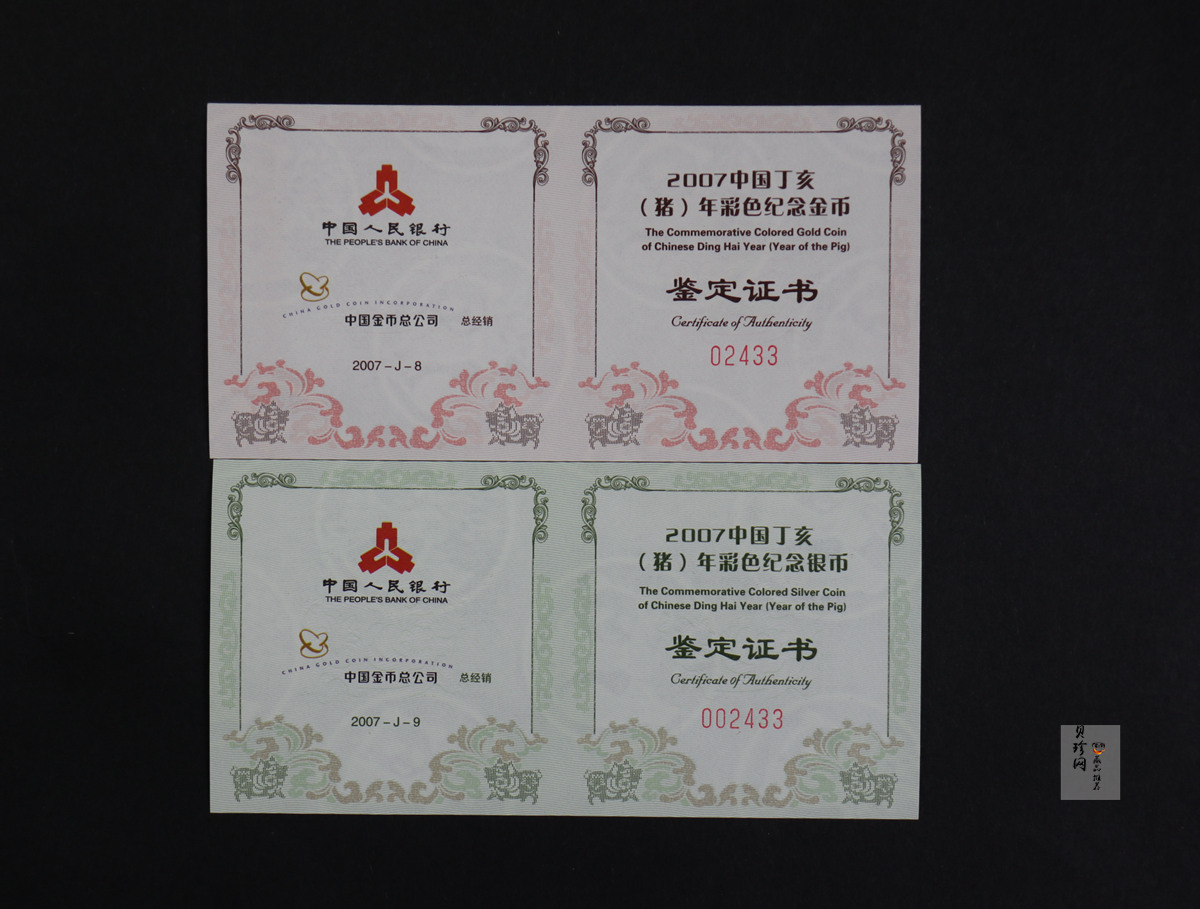 中国人民银行
THE PEOPLE'S BANK OF CHINA
CHINA GOLD COIN INCORPORATION
中国金币总公司 总经销
2007-J-8
2007中国丁亥
（猪）年彩色纪念金币
The Commemorative Colored Gold Coin
of Chinese Ding Hai Year (Year of the Pig)
鉴定证书
Certificate of Authenticity
02433
中国人民银行
THE PEOPLE'S BANK OF CHINA
CHINA GOLD COIN INCORPORATION
中国金币总公司 总经销
2007-J-9
2007中国丁亥
（猪）年彩色纪念银币
The Commemorative Colored Silver Coin
of Chinese Ding Hai Year (Year of the Pig)
鉴定证书
Certificate of Authenticity
002433
贝珍网